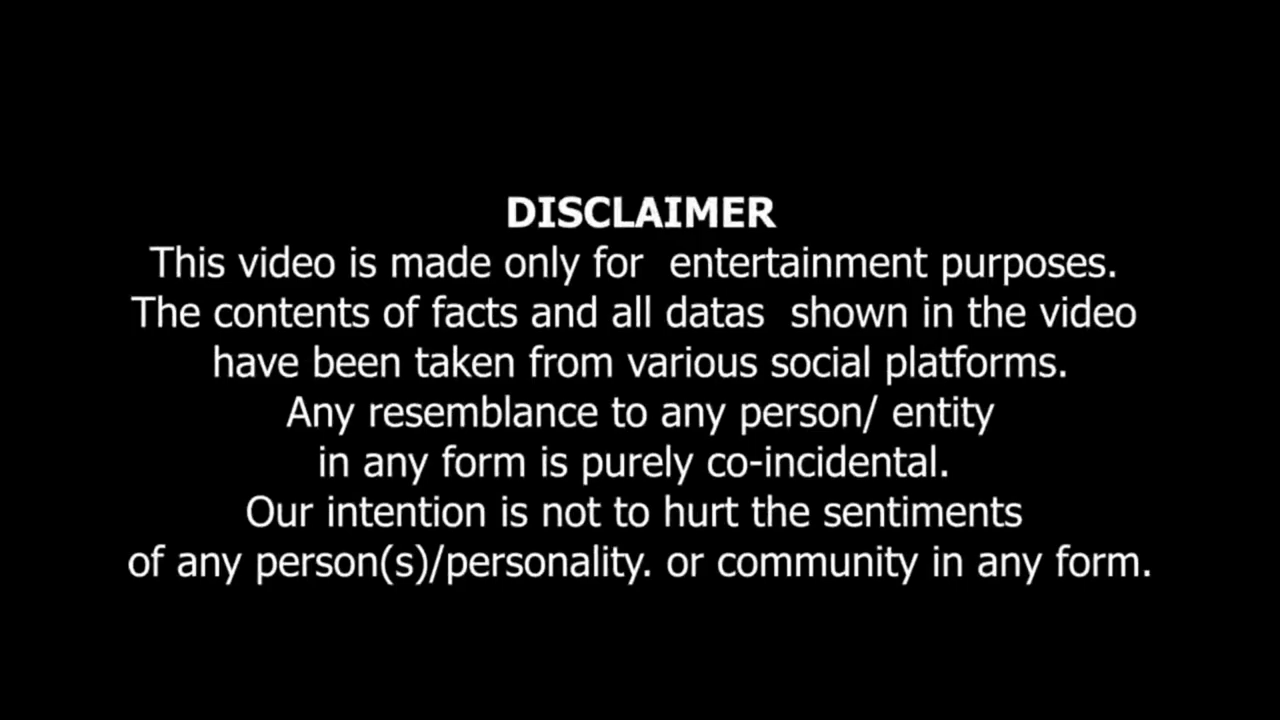 DISCLAIMER
This video is made only for  entertainment purposes.
The contents of facts and all datas  shown in the video
have been taken from various social platforms.
Any resemblance to any person/ entity
in any form is purely co-incidental.
Our intention is not to hurt the sentiments
of any person(s)/personality. or community in any form.